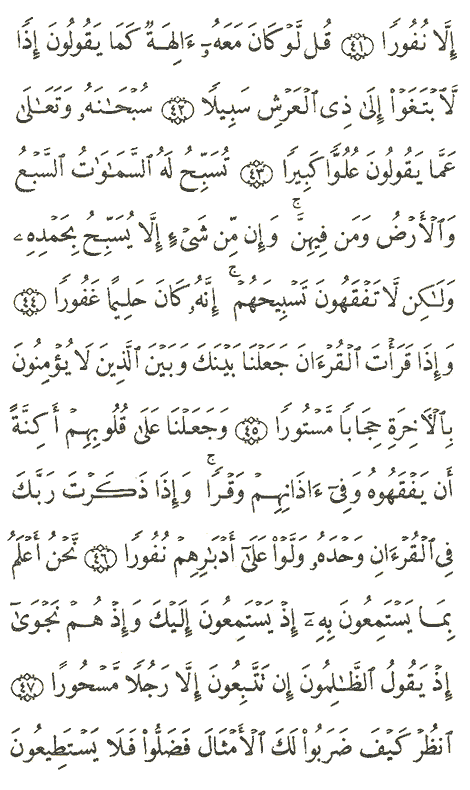 إِلَّا نُفُورًا ﴿٤١﴾ قُل لَّوْ كَانَ مَعَهُۥٓ ءَالِهَةٌ كَمَا يَقُولُونَ إِذًا
لَّٱبْتَغَوْا۟ إِلَىٰ ذِى ٱلْعَرْشِ سَبِيلًا ﴿٤٢﴾ سُبْحَـٰنَهُۥ وَتَعَـٰلَىٰ
عَمَّا يَقُولُونَ عُلُوًّا كَبِيرًا ﴿٤٣﴾ تُسَبِّحُ لَهُ ٱلسَّمَـٰوَٰتُ ٱلسَّبْعُ
وَٱلْأَرْضُ وَمَن فِيهِنَّ ۚ وَإِن مِّن شَىْءٍ إِلَّا يُسَبِّحُ بِحَمْدِهِۦ
وَلَـٰكِن لَّا تَفْقَهُونَ تَسْبِيحَهُمْ ۚ إِنَّهُۥ كَانَ حَلِيمًا غَفُورًا ﴿٤٤﴾
وَإِذَا قَرَأْتَ ٱلْقُرْءَانَ جَعَلْنَا بَيْنَكَ وَبَيْنَ ٱلَّذِينَ لَا يُؤْمِنُونَ
بِٱلْـَٔاخِرَةِ حِجَابًا مَّسْتُورًا ﴿٤٥﴾ وَجَعَلْنَا عَلَىٰ قُلُوبِهِمْ أَكِنَّةً
أَن يَفْقَهُوهُ وَفِىٓ ءَاذَانِهِمْ وَقْرًا ۚ وَإِذَا ذَكَرْتَ رَبَّكَ
فِى ٱلْقُرْءَانِ وَحْدَهُۥ وَلَّوْا۟ عَلَىٰٓ أَدْبَـٰرِهِمْ نُفُورًا ﴿٤٦﴾ نَّحْنُ أَعْلَمُ
بِمَا يَسْتَمِعُونَ بِهِۦٓ إِذْ يَسْتَمِعُونَ إِلَيْكَ وَإِذْ هُمْ نَجْوَىٰٓ
إِذْ يَقُولُ ٱلظَّـٰلِمُونَ إِن تَتَّبِعُونَ إِلَّا رَجُلًا مَّسْحُورًا ﴿٤٧﴾
ٱنظُرْ كَيْفَ ضَرَبُوا۟ لَكَ ٱلْأَمْثَالَ فَضَلُّوا۟ فَلَا يَسْتَطِيعُونَ